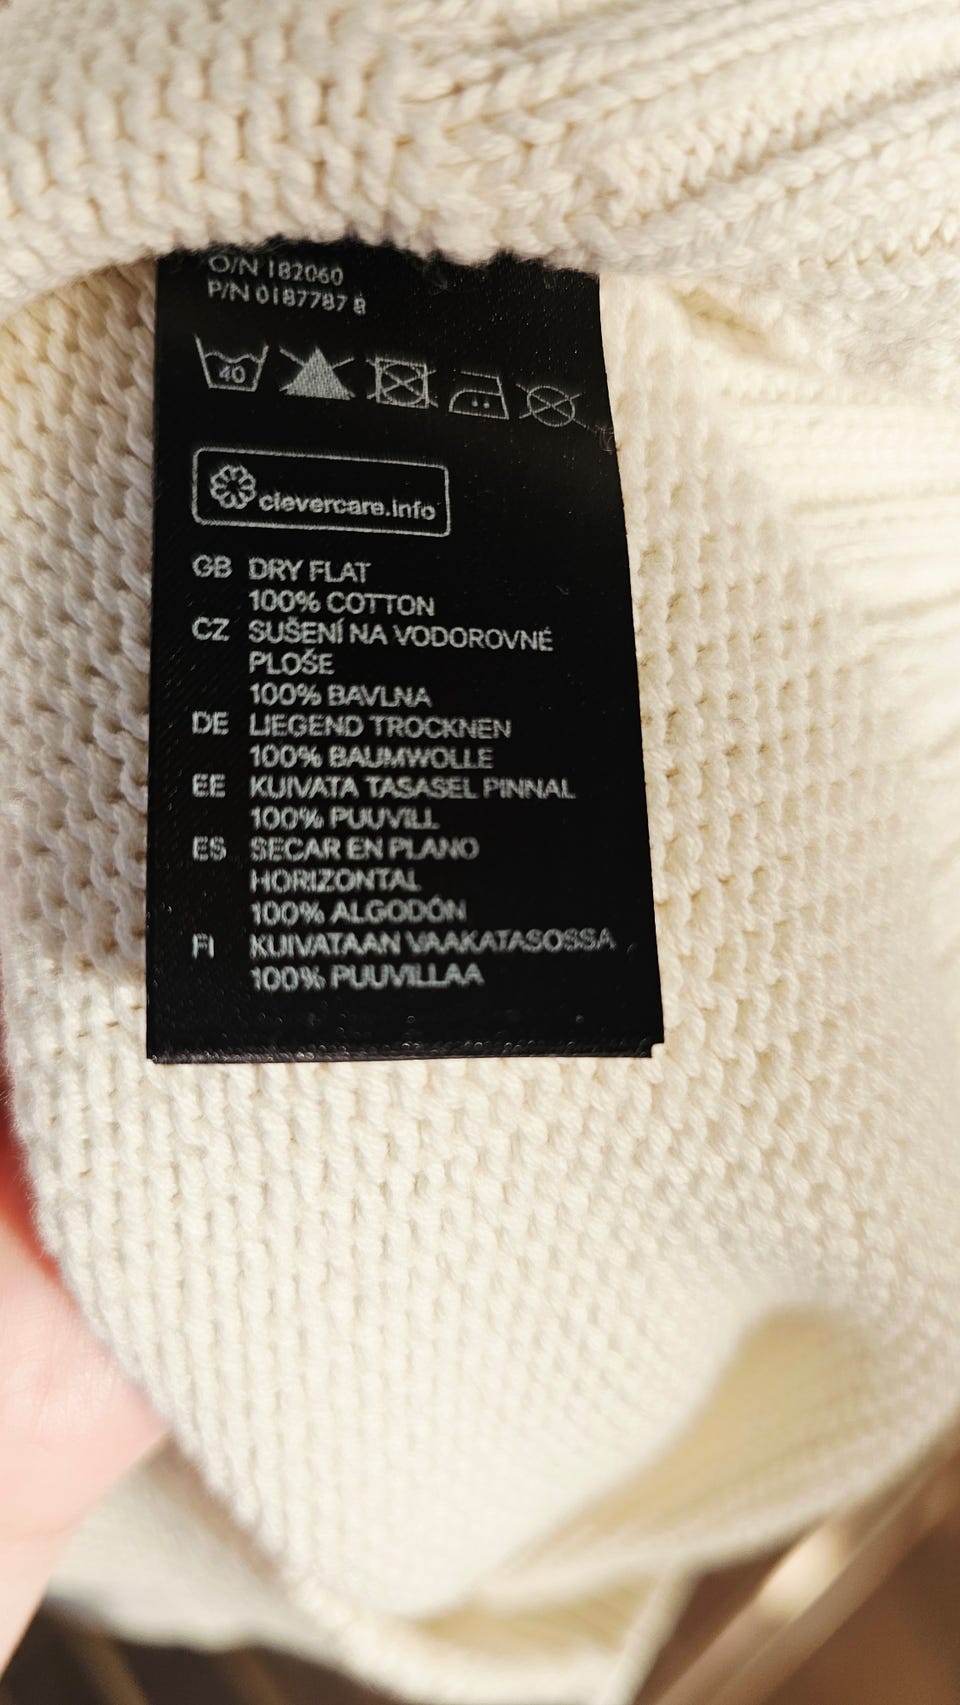 O/N 182060
P/N 0187787 8
40
clevercare.info
GB DRY FLAT
100% COTTON
CZ SUŠENÍ NA VODOROVNÉ
PLOŠE
100% BAVLNA
DE LIEGEND TROCKNEN
100% BAUMWOLLE
EE KUIVATA TASASEL PINNAL
100% PUUVILL
ES SECAR EN PLANO
HORIZONTAL
100% ALGODÓN
FI KUIVATAAN VAAKATASOSSA
100% PUUVILLAA